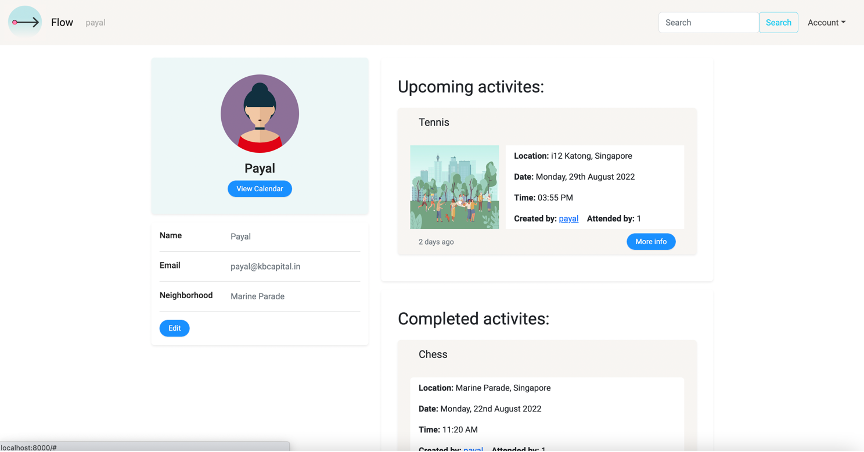 Flow payal Search Search Account
Payal
View Calendar
Name Payal
Email payal@kbcapital.in
Neighborhood Marine Parade
Edit
Upcoming activites:
Tennis
Location: i12 Katong, Singapore
Date: Monday, 29th August 2022
Time: 03:55 PM
Created by: payal Attended by: 1
2 days ago More info
Completed activites:
Chess
Location: Marine Parade, Singapore
Date: Monday, 22nd August 2022
Time: 11:20 AM
Created by: payal Attended by: 1
localhost:8000/#